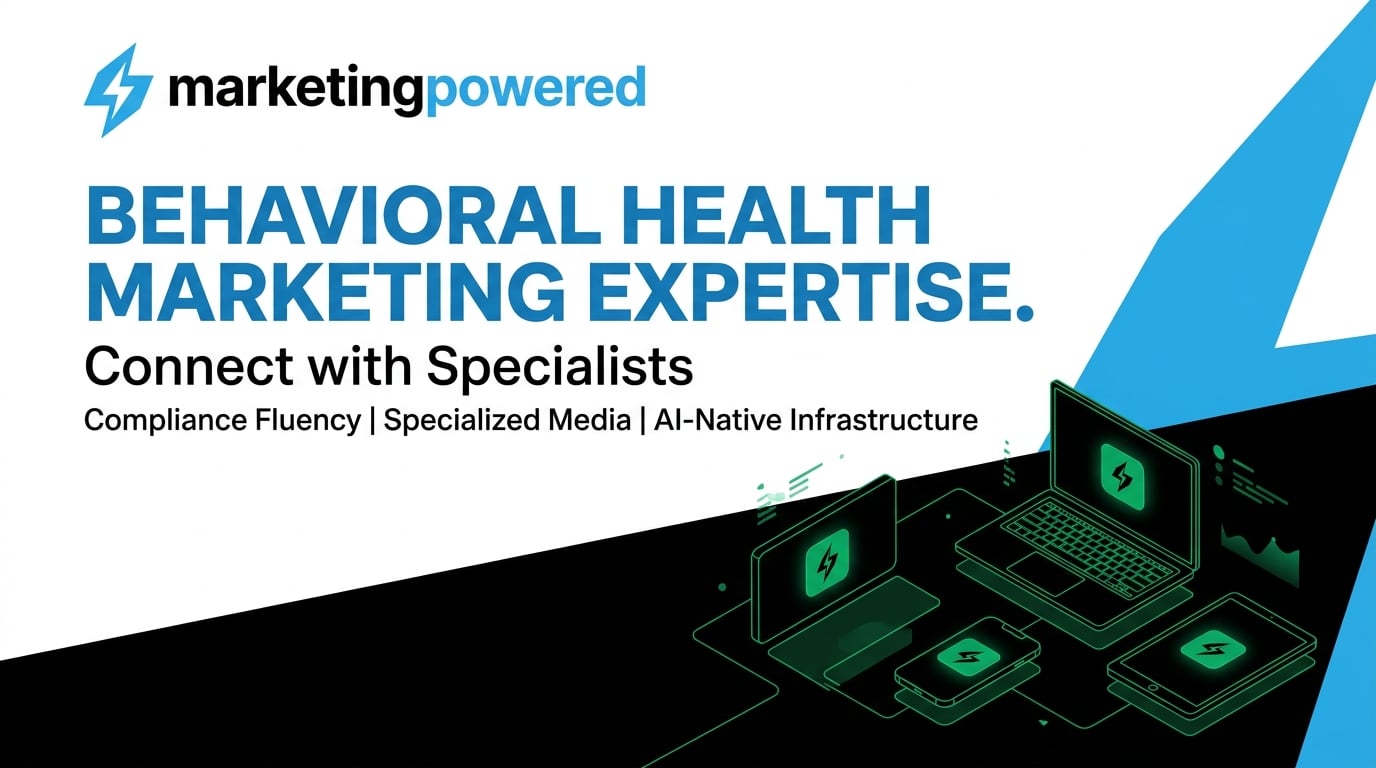 marketingpowered
BEHAVIORAL HEALTH
MARKETING EXPERTISE.
Connect with Specialists
Compliance Fluency | Specialized Media | AI-Native Infrastructure